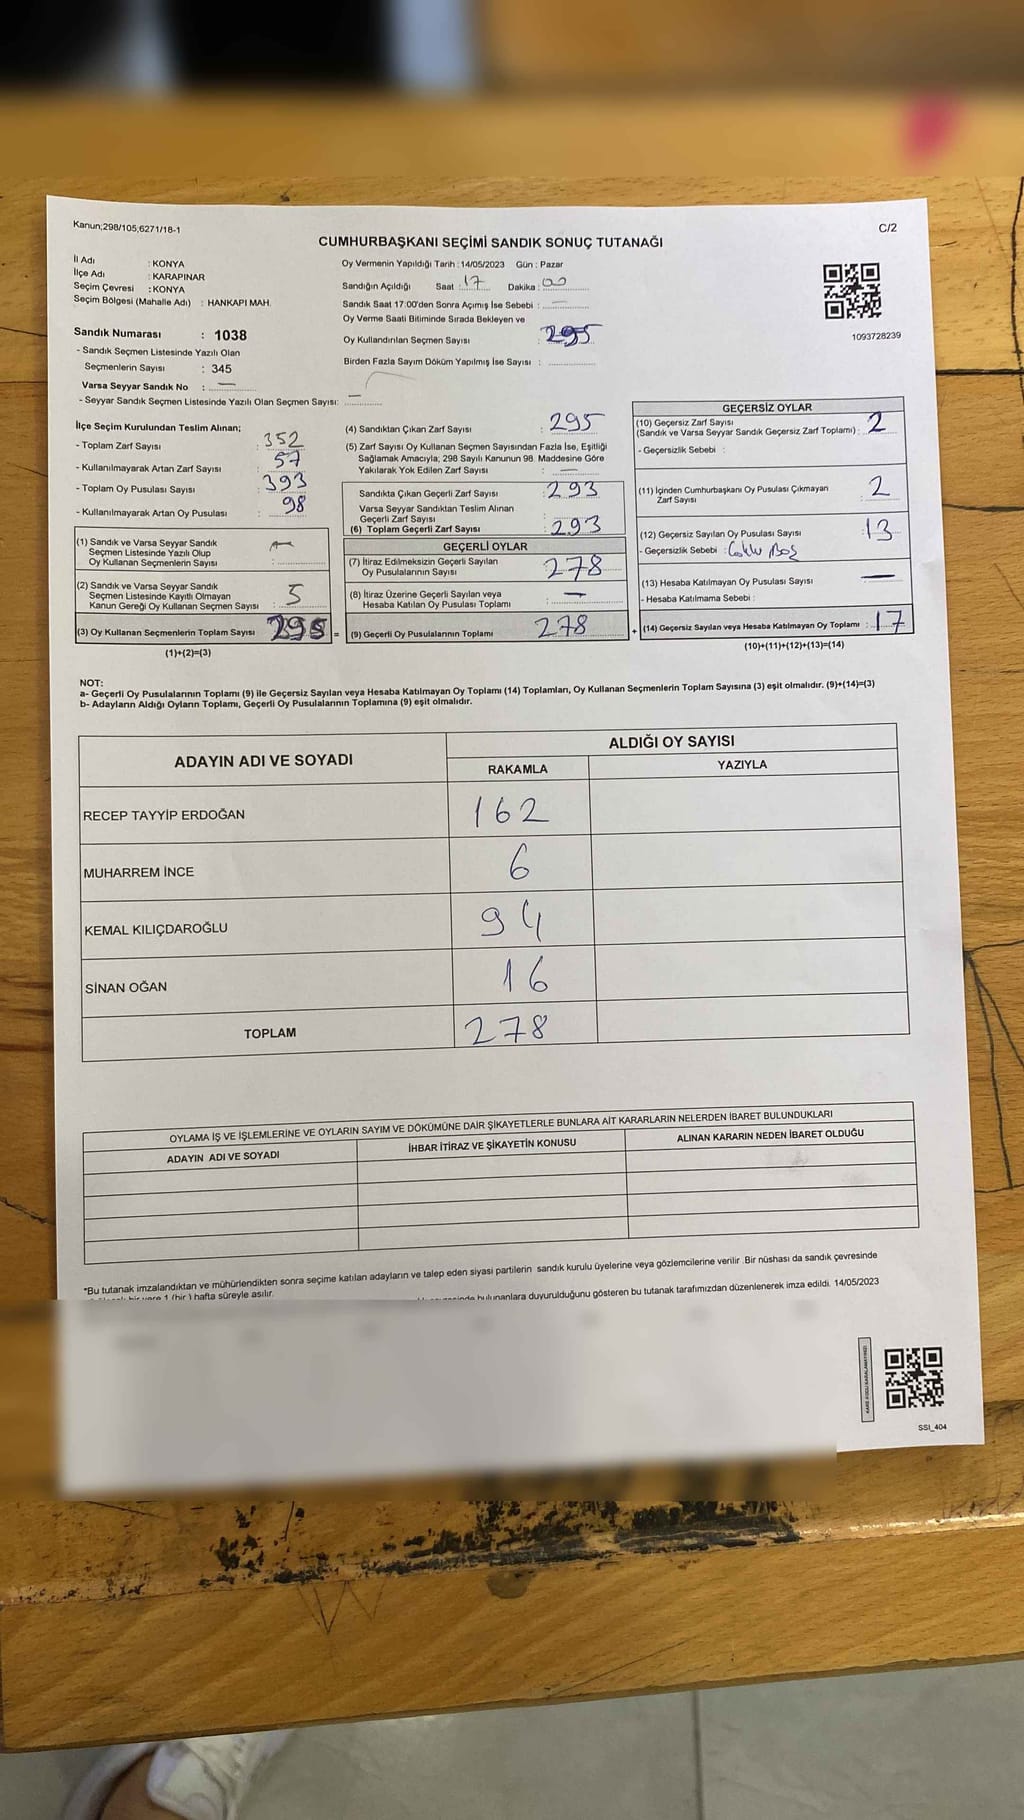 Kanun;298/105,6271/18-1
C/2
CUMHURBAŞKANI SEÇİMİ SANDIK SONUÇ TUTANAĞI
İl Adı : KONYA
İlçe Adı : KARAPINAR
Seçim Çevresi : KONYA
Seçim Bölgesi (Mahalle Adı) : HANKAPI MAH.
Oy Vermenin Yapıldığı Tarih : 14/05/2023 Gün : Pazar
Sandığın Açıldığı Saat : 17 Dakika : 00
Sandık Saat 17:00'den Sonra Açımış İse Sebebi : —
Oy Verme Saati Bitiminde Sırada Bekleyen ve
Oy Kullandırılan Seçmen Sayısı : 295
Birden Fazla Sayım Döküm Yapılmış İse Sayısı :
1093728239
Sandık Numarası : 1038
- Sandık Seçmen Listesinde Yazılı Olan
Seçmenlerin Sayısı : 345
Varsa Seyyar Sandık No : —
- Seyyar Sandık Seçmen Listesinde Yazılı Olan Seçmen Sayısı: —
İlçe Seçim Kurulundan Teslim Alınan;
- Toplam Zarf Sayısı : 352
- Kullanılmayarak Artan Zarf Sayısı : 57
- Toplam Oy Pusulası Sayısı : 393
- Kullanılmayarak Artan Oy Pusulası : 98
(1) Sandık ve Varsa Seyyar Sandık
Seçmen Listesinde Yazılı Olup
Oy Kullanan Seçmenlerin Sayısı :
(2) Sandık ve Varsa Seyyar Sandık
Seçmen Listesinde Kayıtlı Olmayan
Kanun Gereği Oy Kullanan Seçmen Sayısı : 5
(3) Oy Kullanan Seçmenlerin Toplam Sayısı 295 =
(1)+(2)=(3)
(4) Sandıktan Çıkan Zarf Sayısı : 295
(5) Zarf Sayısı Oy Kullanan Seçmen Sayısından Fazla İse, Eşitliği
Sağlamak Amacıyla; 298 Sayılı Kanunun 98. Maddesine Göre
Yakılarak Yok Edilen Zarf Sayısı : —
Sandıkta Çıkan Geçerli Zarf Sayısı : 293
Varsa Seyyar Sandıktan Teslim Alınan
Geçerli Zarf Sayısı
(6) Toplam Geçerli Zarf Sayısı : 293
GEÇERLİ OYLAR
(7) İtiraz Edilmeksizin Geçerli Sayılan
Oy Pusulalarının Sayısı : 278
(8) İtiraz Üzerine Geçerli Sayılan veya
Hesaba Katılan Oy Pusulası Toplamı : —
(9) Geçerli Oy Pusulalarının Toplamı 278 +
GEÇERSİZ OYLAR
(10) Geçersiz Zarf Sayısı
(Sandık ve Varsa Seyyar Sandık Geçersiz Zarf Toplamı) : 2
- Geçersizlik Sebebi :
(11) İçinden Cumhurbaşkanı Oy Pusulası Çıkmayan
Zarf Sayısı : 2
(12) Geçersiz Sayılan Oy Pusulası Sayısı : 13
- Geçersizlik Sebebi : Çoklu Boş
(13) Hesaba Katılmayan Oy Pusulası Sayısı : —
- Hesaba Katılmama Sebebi :
(14) Geçersiz Sayılan veya Hesaba Katılmayan Oy Toplamı : 17
(10)+(11)+(12)+(13)=(14)
NOT:
a- Geçerli Oy Pusulalarının Toplamı (9) ile Geçersiz Sayılan veya Hesaba Katılmayan Oy Toplamı (14) Toplamları, Oy Kullanan Seçmenlerin Toplam Sayısına (3) eşit olmalıdır. (9)+(14)=(3)
b- Adayların Aldığı Oyların Toplamı, Geçerli Oy Pusulalarının Toplamına (9) eşit olmalıdır.
ADAYIN ADI VE SOYADI ALDIĞI OY SAYISI
RAKAMLA YAZIYLA
RECEP TAYYİP ERDOĞAN 162
MUHARREM İNCE 6
KEMAL KILIÇDAROĞLU 94
SİNAN OĞAN 16
TOPLAM 278
OYLAMA İŞ VE İŞLEMLERİNE VE OYLARIN SAYIM VE DÖKÜMÜNE DAİR ŞİKAYETLERLE BUNLARA AİT KARARLARIN NELERDEN İBARET BULUNDUKLARI
ADAYIN ADI VE SOYADI İHBAR İTİRAZ VE ŞİKAYETİN KONUSU ALINAN KARARIN NEDEN İBARET OLDUĞU
*Bu tutanak imzalandıktan ve mühürlendikten sonra seçime katılan adayların ve talep eden siyasi partilerin sandık kurulu üyelerine veya gözlemcilerine verilir .Bir nüshası da sandık çevresinde
1 (bir ) hafta süreyle asılır. bulunanlara duyurulduğunu gösteren bu tutanak tarafımızdan düzenlenerek imza edildi. 14/05/2023
SSI_404